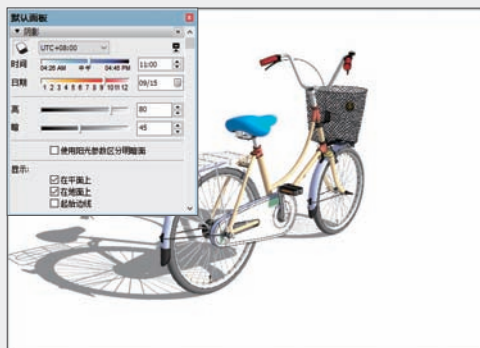 默认面板
▼ 阴影
UTC+08:00
时间
04:26 AM 中午 04:45 PM
11:00
日期
1 2 3 4 5 6 7 8 9 10 11 12
09/15
亮
80
暗
45
使用阳光参数区分明暗面
显示:
在平面上
在地面上
起始边线